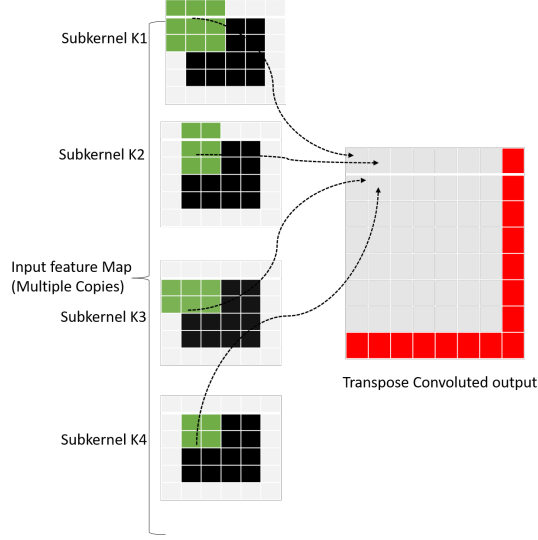 Subkernel K1
Subkernel K2
Input feature Map
(Multiple Copies)
Subkernel K3
Transpose Convoluted output
Subkernel K4